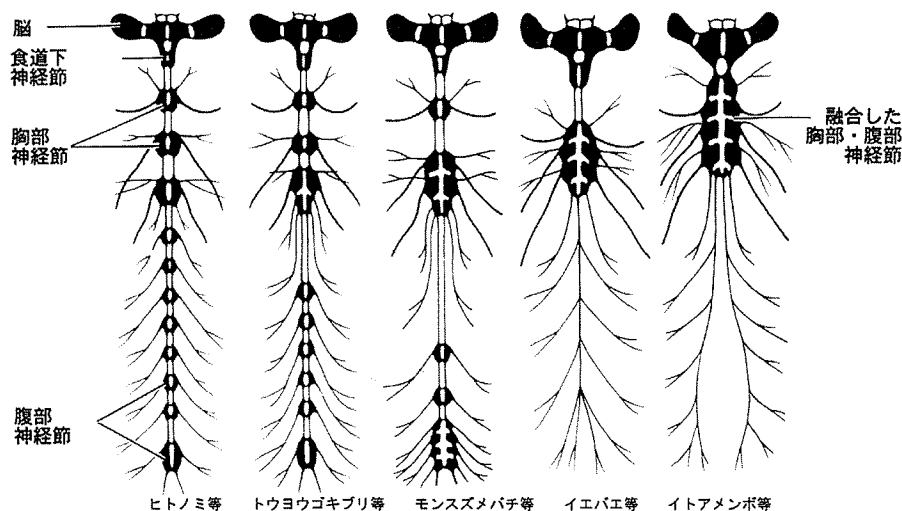 脳
食道下
神経節
胸部
神経節
腹部
神経節
融合した
胸部・腹部
神経節
ヒトノミ等
トウヨウゴキブリ等
モンスズメバチ等
イエバエ等
イトアメンボ等